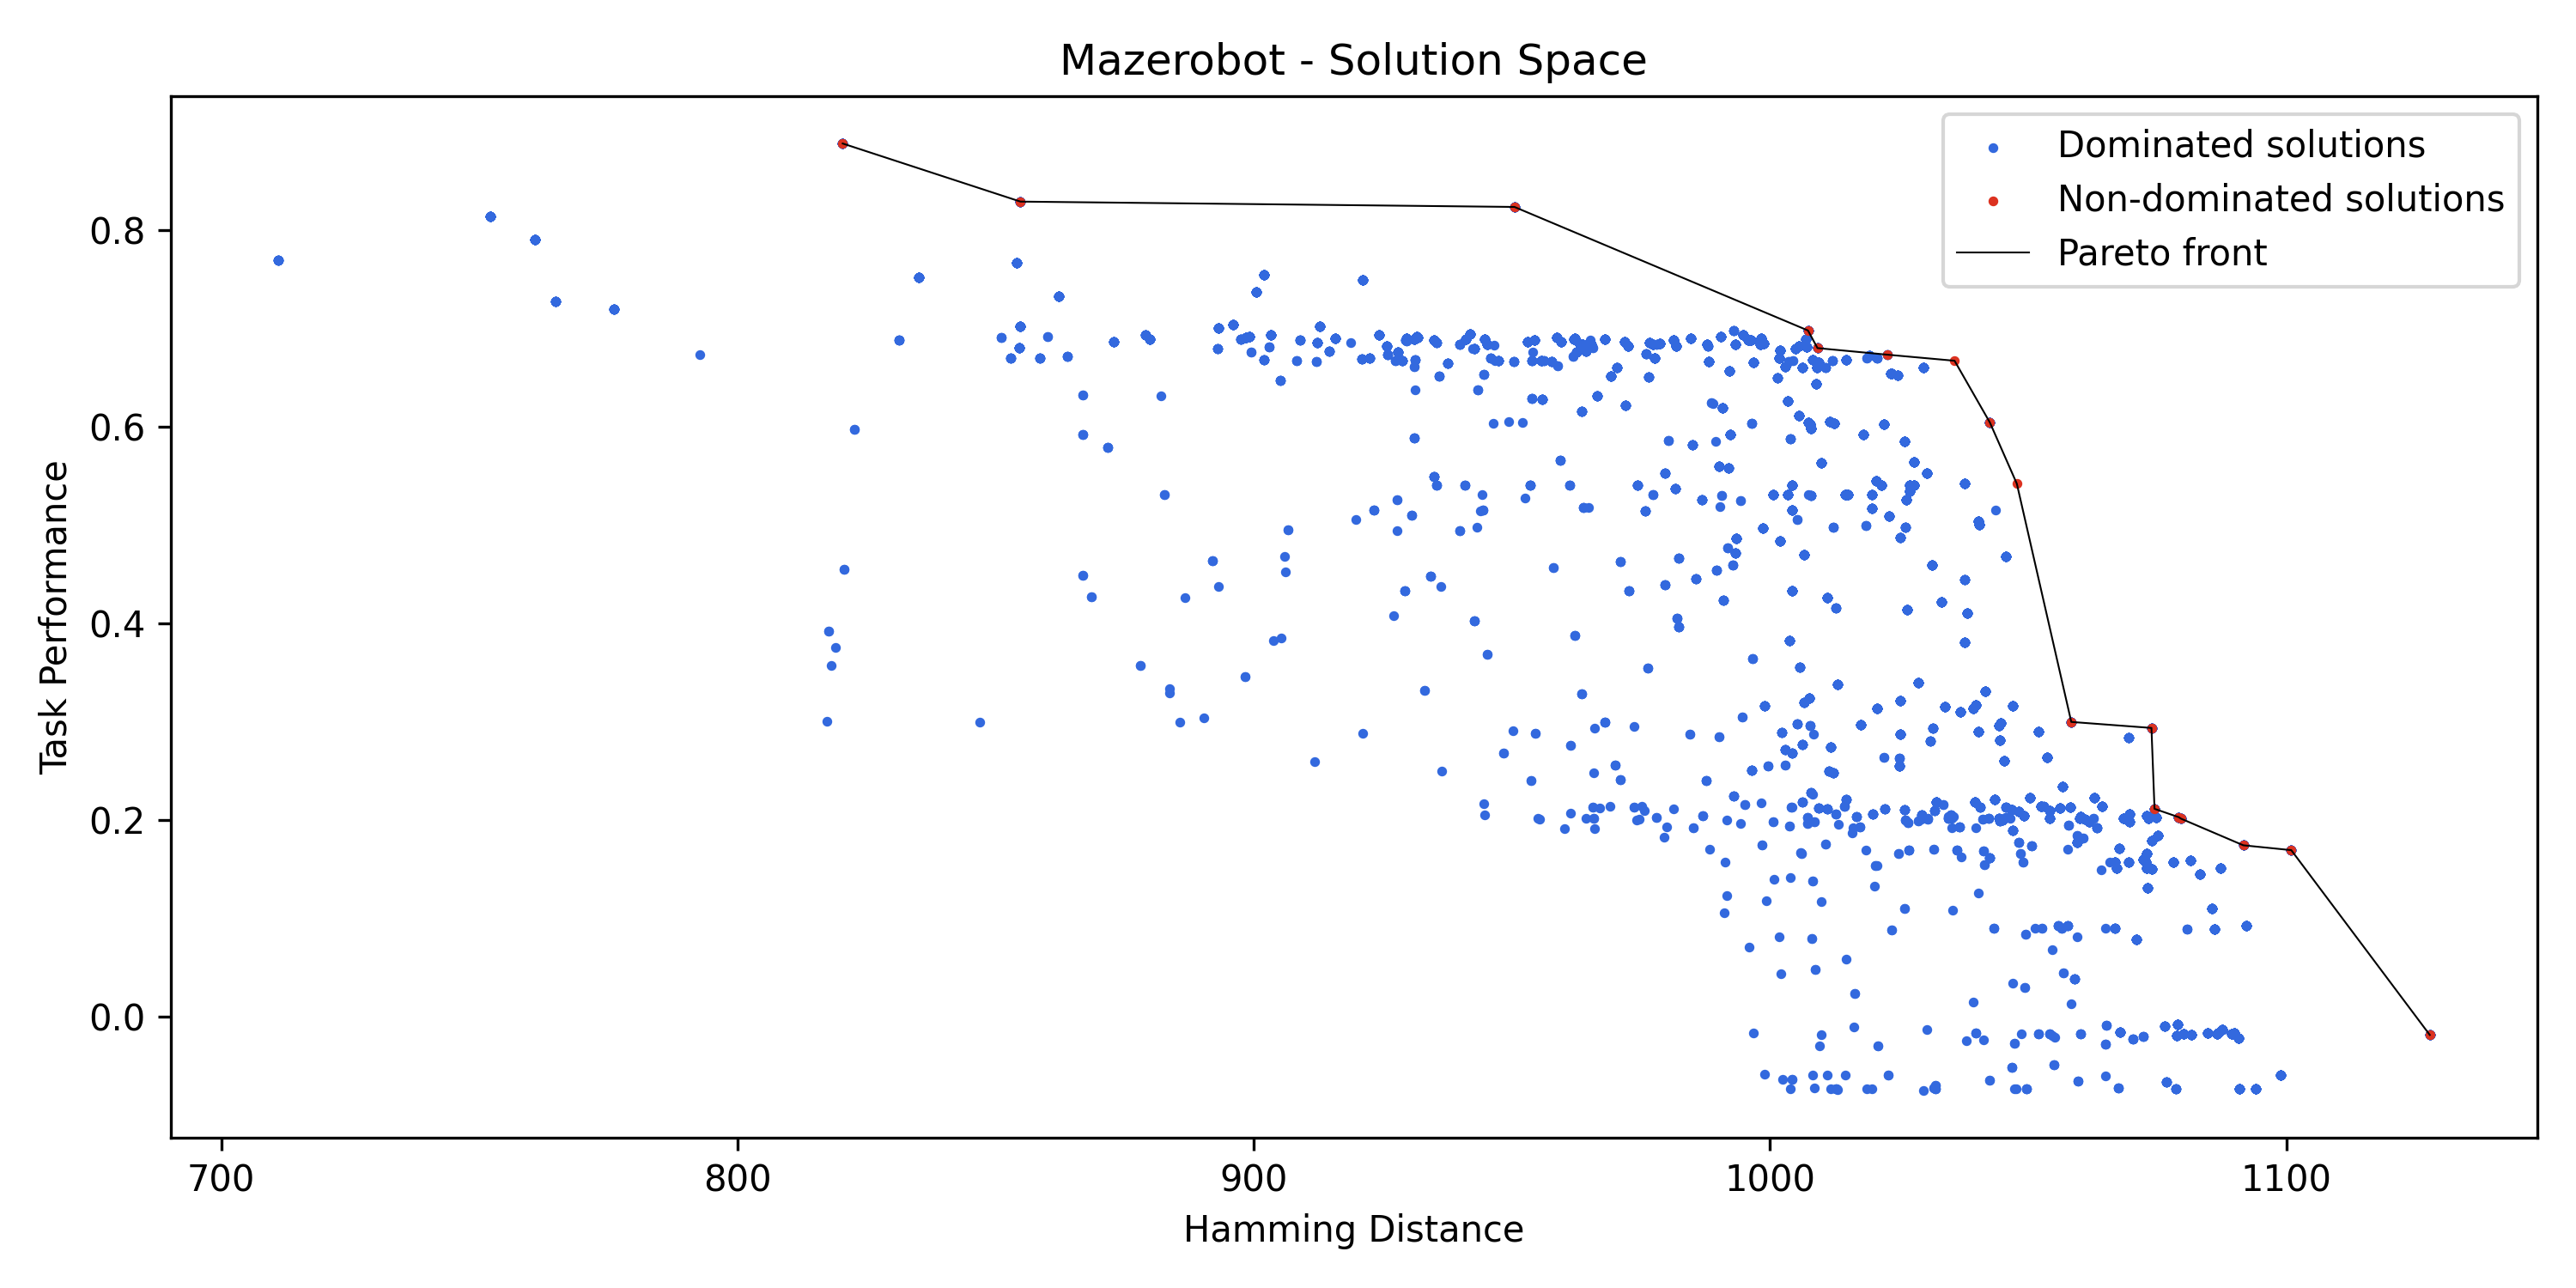 Mazerobot - Solution Space
Dominated solutions
Non-dominated solutions
Pareto front
Task Performance
0.8
0.6
0.4
0.2
0.0
700 800 900 1000 1100
Hamming Distance